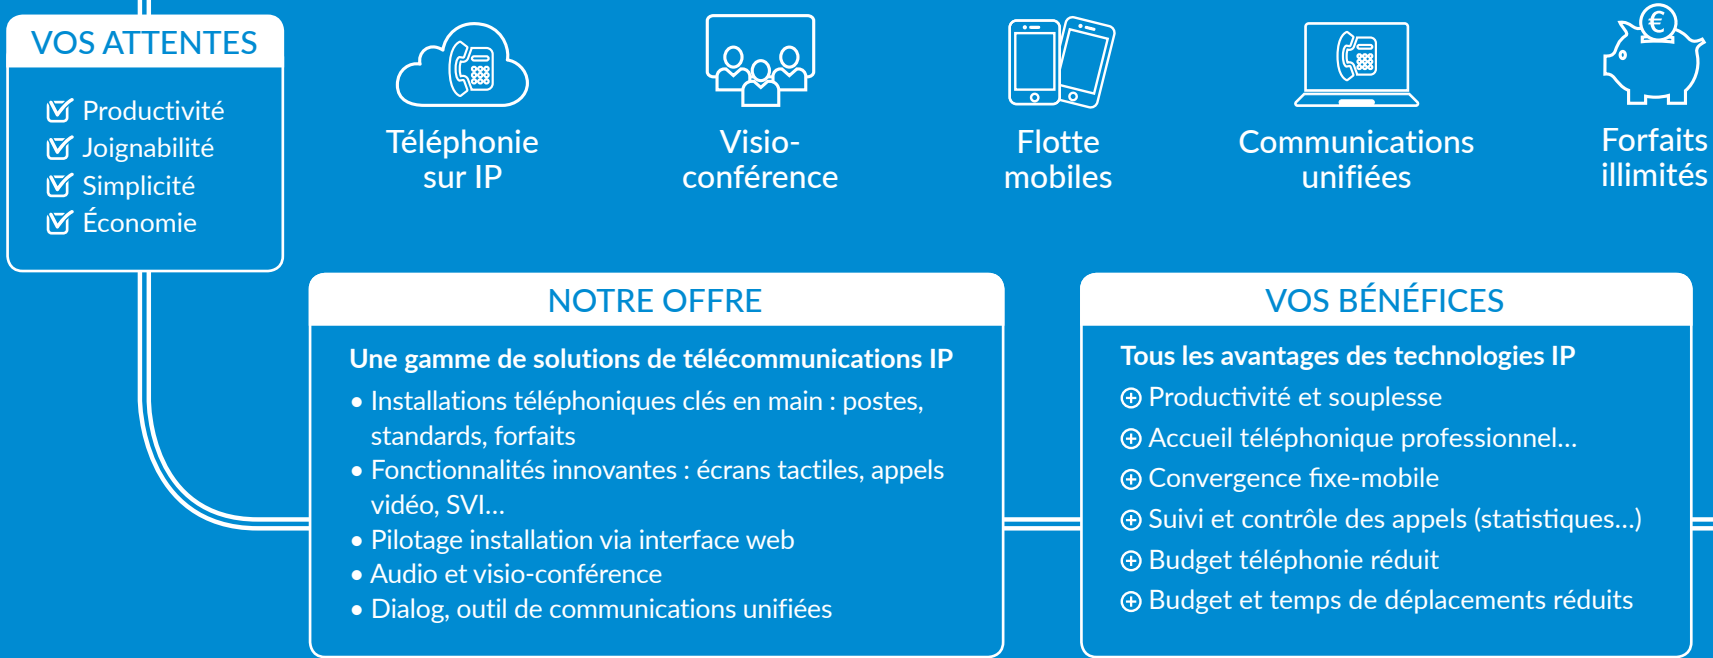 VOS ATTENTES
Productivité
Joignabilité
Simplicité
Économie
Téléphonie
sur IP
Visio-
conférence
Flotte
mobiles
Communications
unifiées
€
Forfaits
illimités
NOTRE OFFRE
Une gamme de solutions de télécommunications IP
• Installations téléphoniques clés en main : postes,
standards, forfaits
• Fonctionnalités innovantes : écrans tactiles, appels
vidéo, SVI...
• Pilotage installation via interface web
• Audio et visio-conférence
• Dialog, outil de communications unifiées
VOS BÉNÉFICES
Tous les avantages des technologies IP
Productivité et souplesse
Accueil téléphonique professionnel...
Convergence fixe-mobile
Suivi et contrôle des appels (statistiques...)
Budget téléphonie réduit
Budget et temps de déplacements réduits